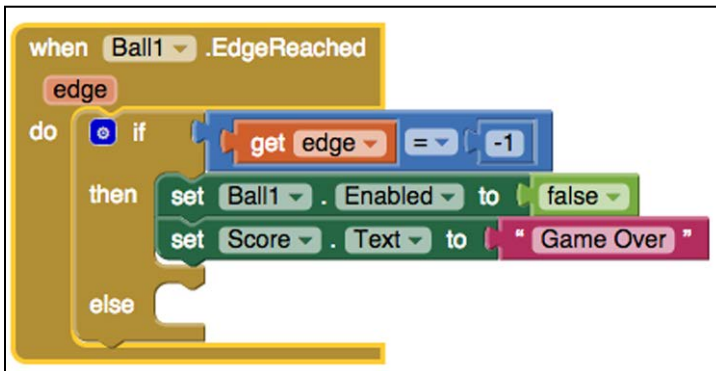 when Ball1 .EdgeReached
edge
do if get edge = -1
then set Ball1 . Enabled to false
set Score . Text to " Game Over "
else